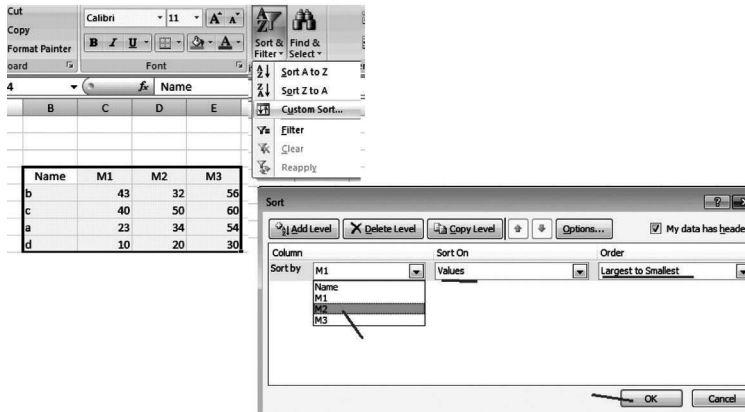 Cut
Copy
Format Painter
Calibri 11 A A
B I U A
oard Font
Sort & Filter Find & Select
Sort A to Z
Sort Z to A
Custom Sort...
Filter
Clear
Reapply
4 fx Name
B C D E
Name M1 M2 M3
b 43 32 56
c 40 50 60
a 23 34 54
d 10 20 30
Sort
Add Level Delete Level Copy Level Options... My data has heade
Column Sort On Order
Sort by M1 Values Largest to Smallest
Name
M1
M2
M3
OK Cancel